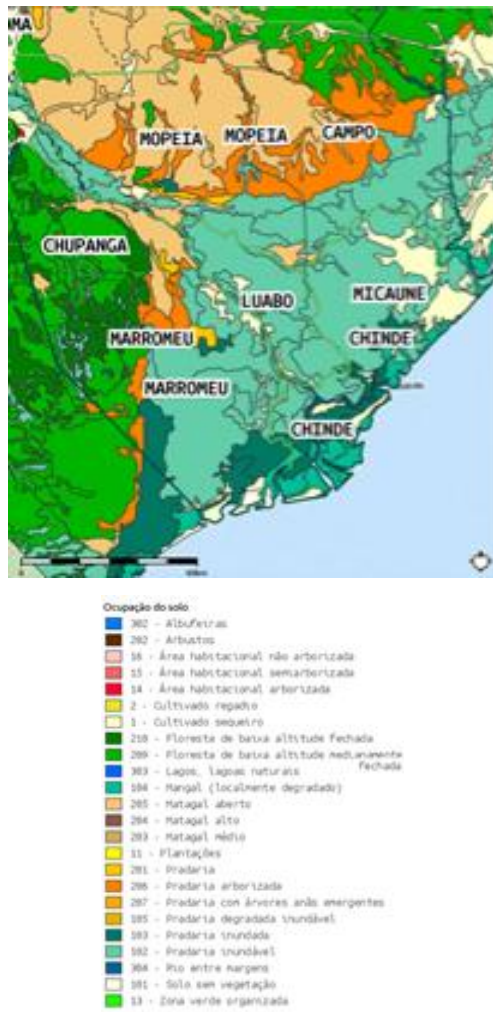 MA
MOPEIA MOPEIA CAMPO
CHUPANGA
LUABO MICAUNE
MARROMEU CHINDE
MARROMEU
CHINDE
0
Ocupação do solo
302 - Albufeiras
202 - Arbustos
16 - Área habitacional não arborizada
15 - Área habitacional semiarborizada
14 - Área habitacional arborizada
2 - Cultivado regadio
1 - Cultivado sequeiro
210 - Floresta de baixa altitude fechada
209 - Floresta de baixa altitude medianamente
fechada
303 - Lagos, lagoas naturais
104 - Mangal (localmente degradado)
205 - Matagal aberto
204 - Matagal alto
203 - Matagal médio
11 - Plantações
201 - Pradaria
206 - Pradaria arborizada
207 - Pradaria com árvores anãs emergentes
105 - Pradaria degradada inundável
103 - Pradaria inundada
102 - Pradaria inundável
304 - Rio entre margens
101 - Solo sem vegetação
13 - Zona verde organizada